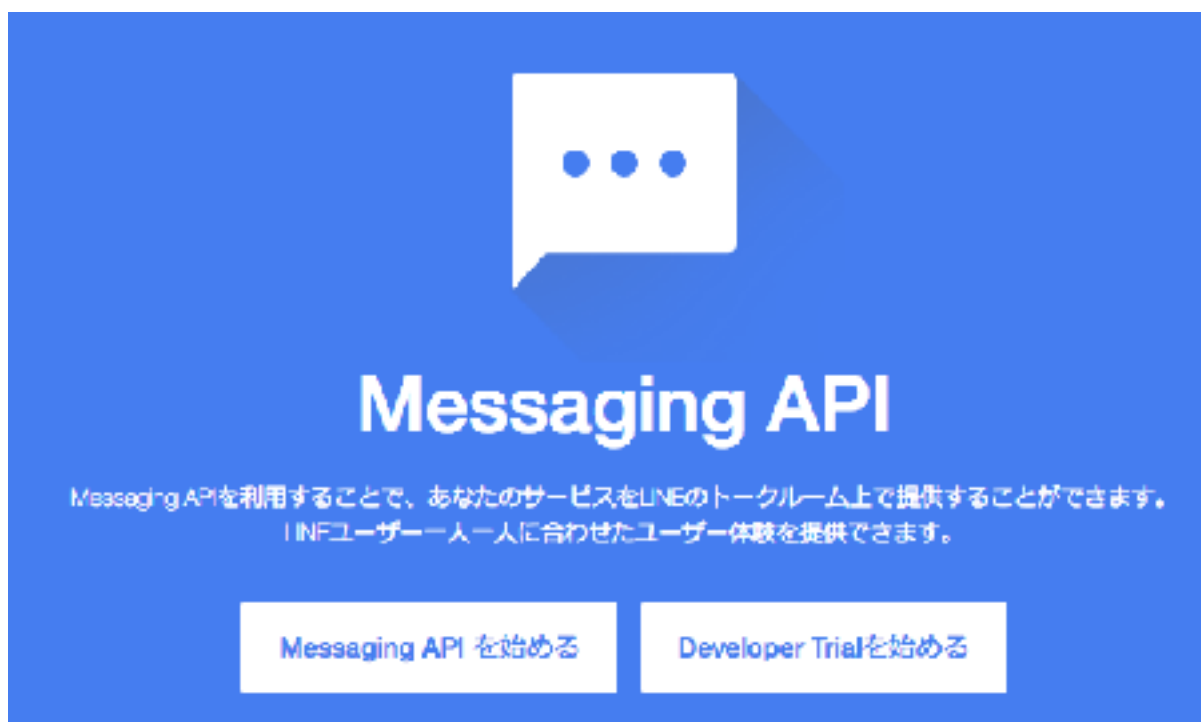 Messaging API
Messaging APIを利用することで、あなたのサービスをLINEのトークルーム上で提供することができます。
LINEユーザー一人一人に合わせたユーザー体験を提供できます。
Messaging API を始める
Developer Trialを始める